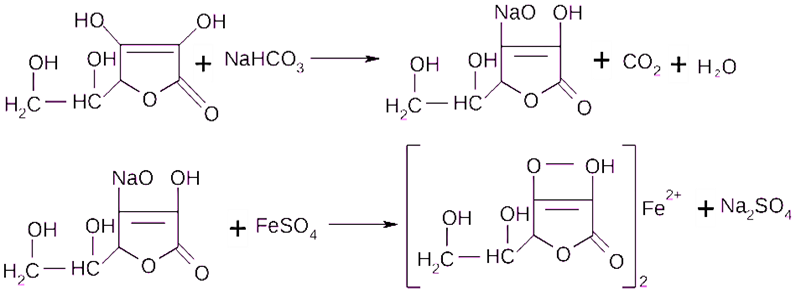 HO OH NaO OH
OH OH + NaHCO₃ OH OH + CO₂ + H₂O
H₂C HC O O H₂C HC O O
NaO OH O OH
OH OH + FeSO₄ OH OH Fe²⁺ + Na₂SO₄
H₂C HC O O H₂C HC O O 2